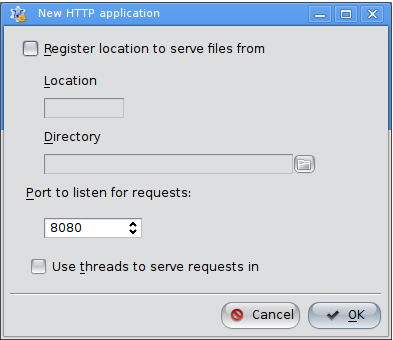 New HTTP application
Register location to serve files from
Location
Directory
Port to listen for requests:
8080
Use threads to serve requests in
Cancel
OK